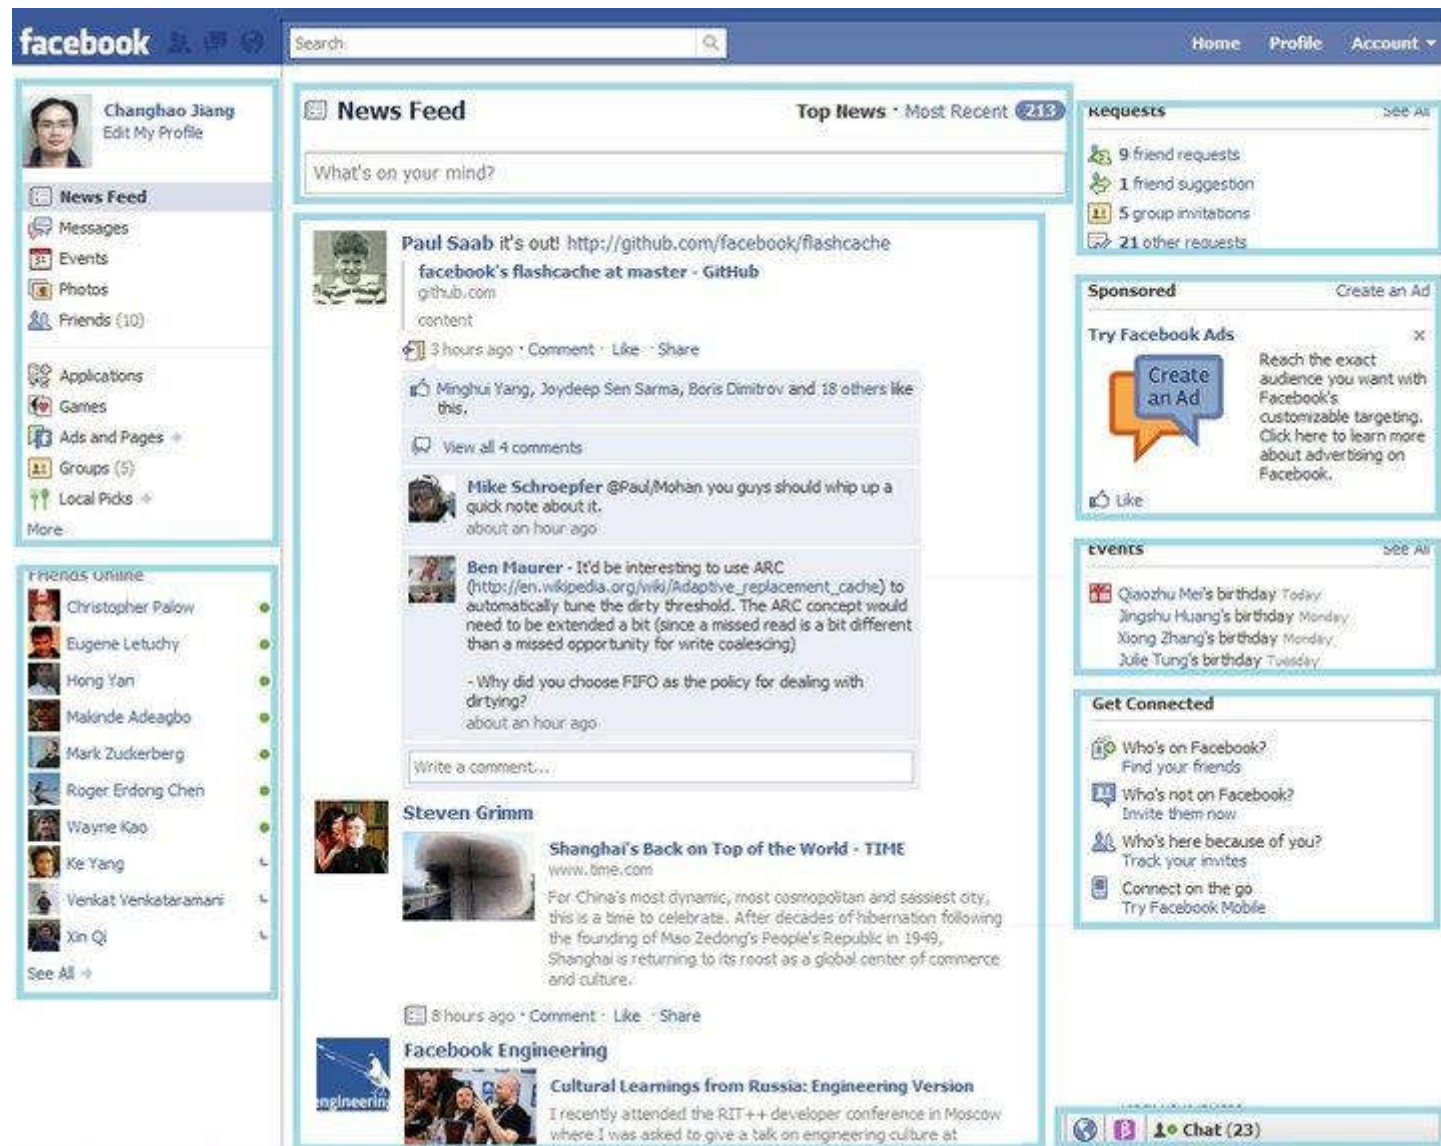 facebook
Search
Home Profile Account
Changhao Jiang
Edit My Profile
News Feed
Messages
Events
Photos
Friends (10)
Applications
Games
Ads and Pages
Groups (5)
Local Picks
More
Friends Online
Christopher Palow
Eugene Letuchy
Hong Yan
Makinde Adeagbo
Mark Zuckerberg
Roger Erdong Chen
Wayne Kao
Ke Yang
Venkat Venkataramani
Xin Qi
See All
News Feed
Top News · Most Recent 213
What's on your mind?
Paul Saab it's out! http://github.com/facebook/flashcache
facebook's flashcache at master - GitHub
github.com
content
3 hours ago · Comment · Like · Share
Minghui Yang, Joydeep Sen Sarma, Boris Dimitrov and 18 others like
this.
View all 4 comments
Mike Schroepfer @Paul/Mohan you guys should whip up a
quick note about it.
about an hour ago
Ben Maurer - It'd be interesting to use ARC
(http://en.wikipedia.org/wiki/Adaptive_replacement_cache) to
automatically tune the dirty threshold. The ARC concept would
need to be extended a bit (since a missed read is a bit different
than a missed opportunity for write coalescing)
- Why did you choose FIFO as the policy for dealing with
dirtying?
about an hour ago
Write a comment...
Steven Grimm
Shanghai's Back on Top of the World - TIME
www.time.com
For China's most dynamic, most cosmopolitan and sassiest city,
this is a time to celebrate. After decades of hibernation following
the founding of Mao Zedong's People's Republic in 1949,
Shanghai is returning to its roost as a global center of commerce
and culture.
8 hours ago · Comment · Like · Share
Facebook Engineering
engineering
Cultural Learnings from Russia: Engineering Version
I recently attended the RIT++ developer conference in Moscow
where I was asked to give a talk on engineering culture at
Requests See All
9 friend requests
1 friend suggestion
5 group invitations
21 other requests
Sponsored Create an Ad
Try Facebook Ads x
Create
an Ad
Reach the exact
audience you want with
Facebook's
customizable targeting.
Click here to learn more
about advertising on
Facebook.
Like
Events See All
Qiaozhu Mei's birthday Today
Jingshu Huang's birthday Monday
Xiong Zhang's birthday Monday
Julie Tung's birthday Tuesday
Get Connected
Who's on Facebook?
Find your friends
Who's not on Facebook?
Invite them now
Who's here because of you?
Track your invites
Connect on the go
Try Facebook Mobile
Chat (23)